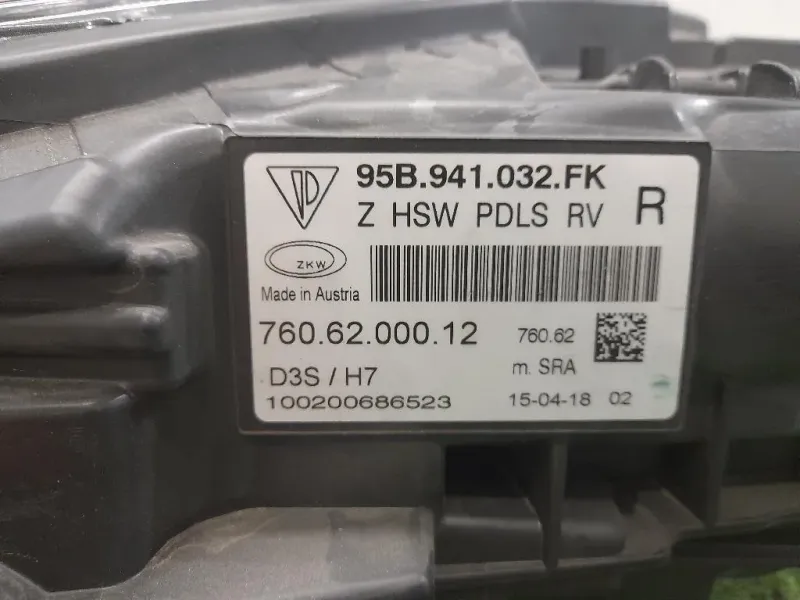 95B.941.032.FK
Z HSW PDLS RV R
ZKW
Made in Austria
760.62.000.12 760.62
D3S / H7 m. SRA
100200686523 15-04-18 02